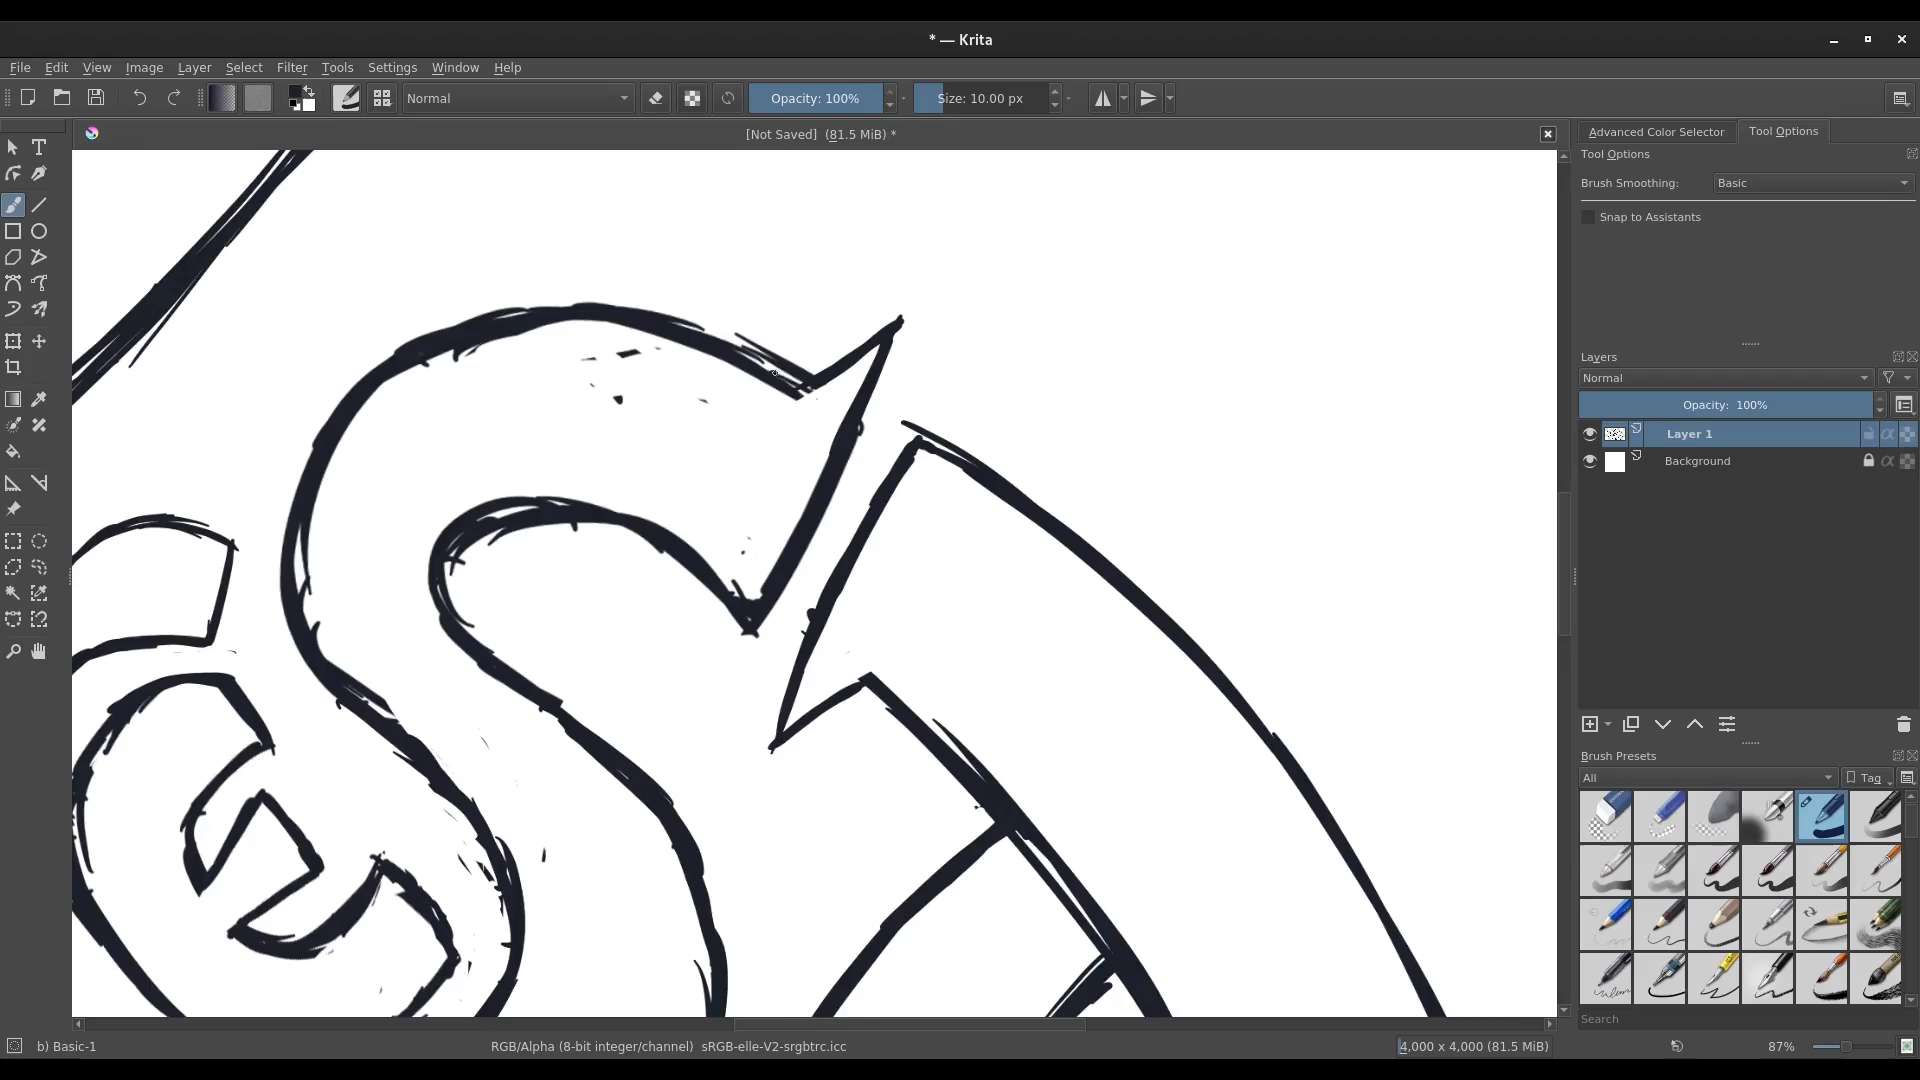 * — Krita
File Edit View Image Layer Select Filter Tools Settings Window Help
Normal Opacity: 100% Size: 10.00 px
[Not Saved] (81.5 MiB) *
Advanced Color Selector Tool Options
Tool Options
Brush Smoothing: Basic
Snap to Assistants
Layers
Normal
Opacity: 100%
Layer 1
Background
Brush Presets
All Tag
Search
b) Basic-1 RGB/Alpha (8-bit integer/channel) sRGB-elle-V2-srgbtrc.icc 4,000 x 4,000 (81.5 MiB) 87%